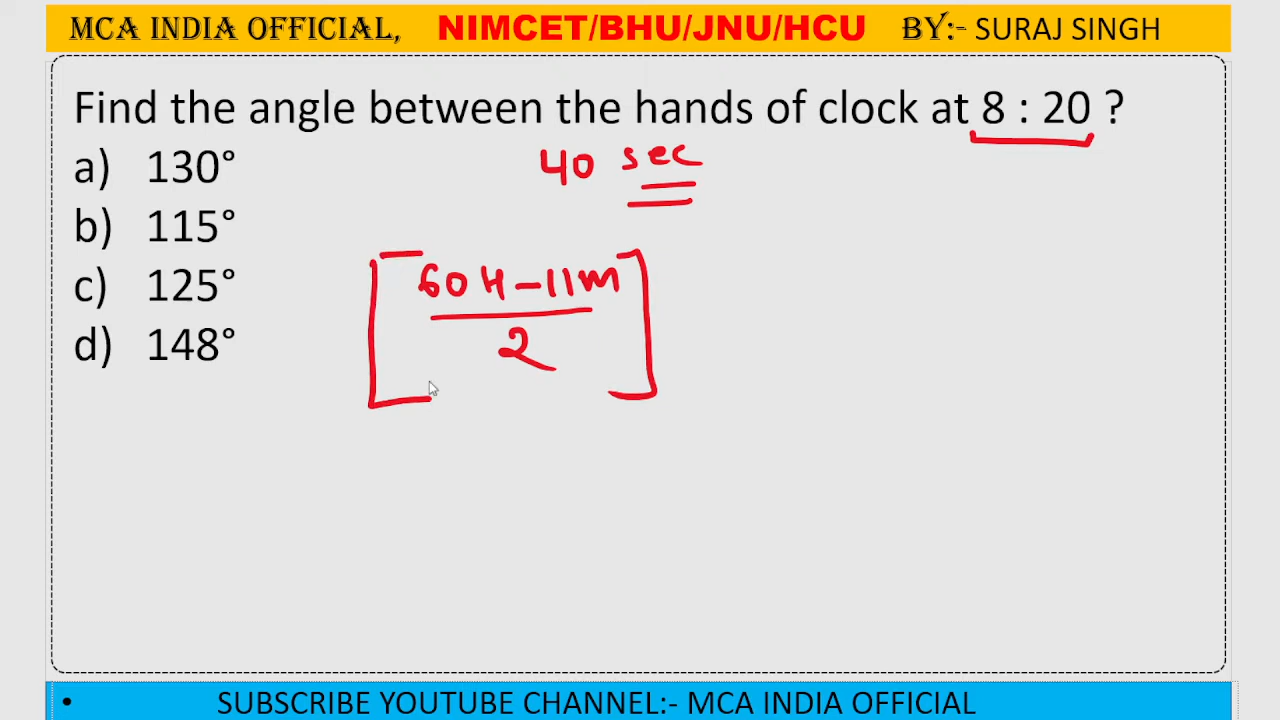 MCA INDIA OFFICIAL, NIMCET/BHU/JNU/HCU BY:- SURAJ SINGH
Find the angle between the hands of clock at 8 : 20 ?
a) 130°
40 sec
b) 115°
c) 125°
60H-11M
2
d) 148°
• SUBSCRIBE YOUTUBE CHANNEL:- MCA INDIA OFFICIAL